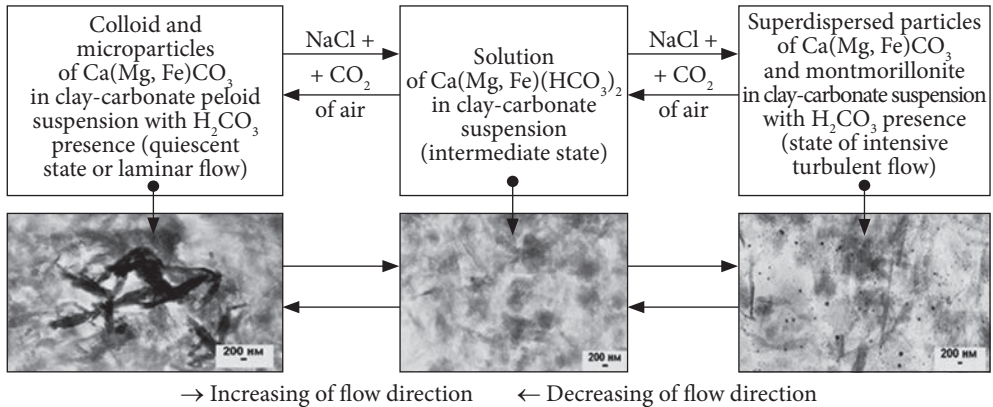 Colloid and
microparticles
of Ca(Mg, Fe)CO₃
in clay-carbonate peloid
suspension with H₂CO₃
presence (quiescent
state or laminar flow)
NaCl +
+ CO₂
of air
Solution
of Ca(Mg, Fe)(HCO₃)₂
in clay-carbonate
suspension
(intermediate state)
NaCl +
+ CO₂
of air
Superdispersed particles
of Ca(Mg, Fe)CO₃
and montmorillonite
in clay-carbonate suspension
with H₂CO₃ presence
(state of intensive
turbulent flow)
200 нм
200 нм
200 нм
→ Increasing of flow direction ← Decreasing of flow direction